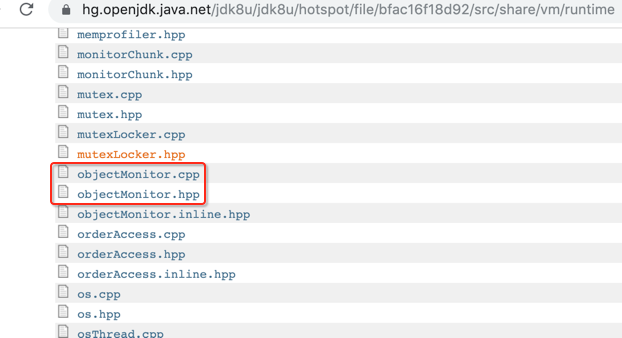 hg.openjdk.java.net/jdk8u/jdk8u/hotspot/file/bfac16f18d92/src/share/vm/runtime
memprofiler.hpp
monitorChunk.cpp
monitorChunk.hpp
mutex.cpp
mutex.hpp
mutexLocker.cpp
mutexLocker.hpp
objectMonitor.cpp
objectMonitor.hpp
objectMonitor.inline.hpp
orderAccess.cpp
orderAccess.hpp
orderAccess.inline.hpp
os.cpp
os.hpp
osThread.cpp